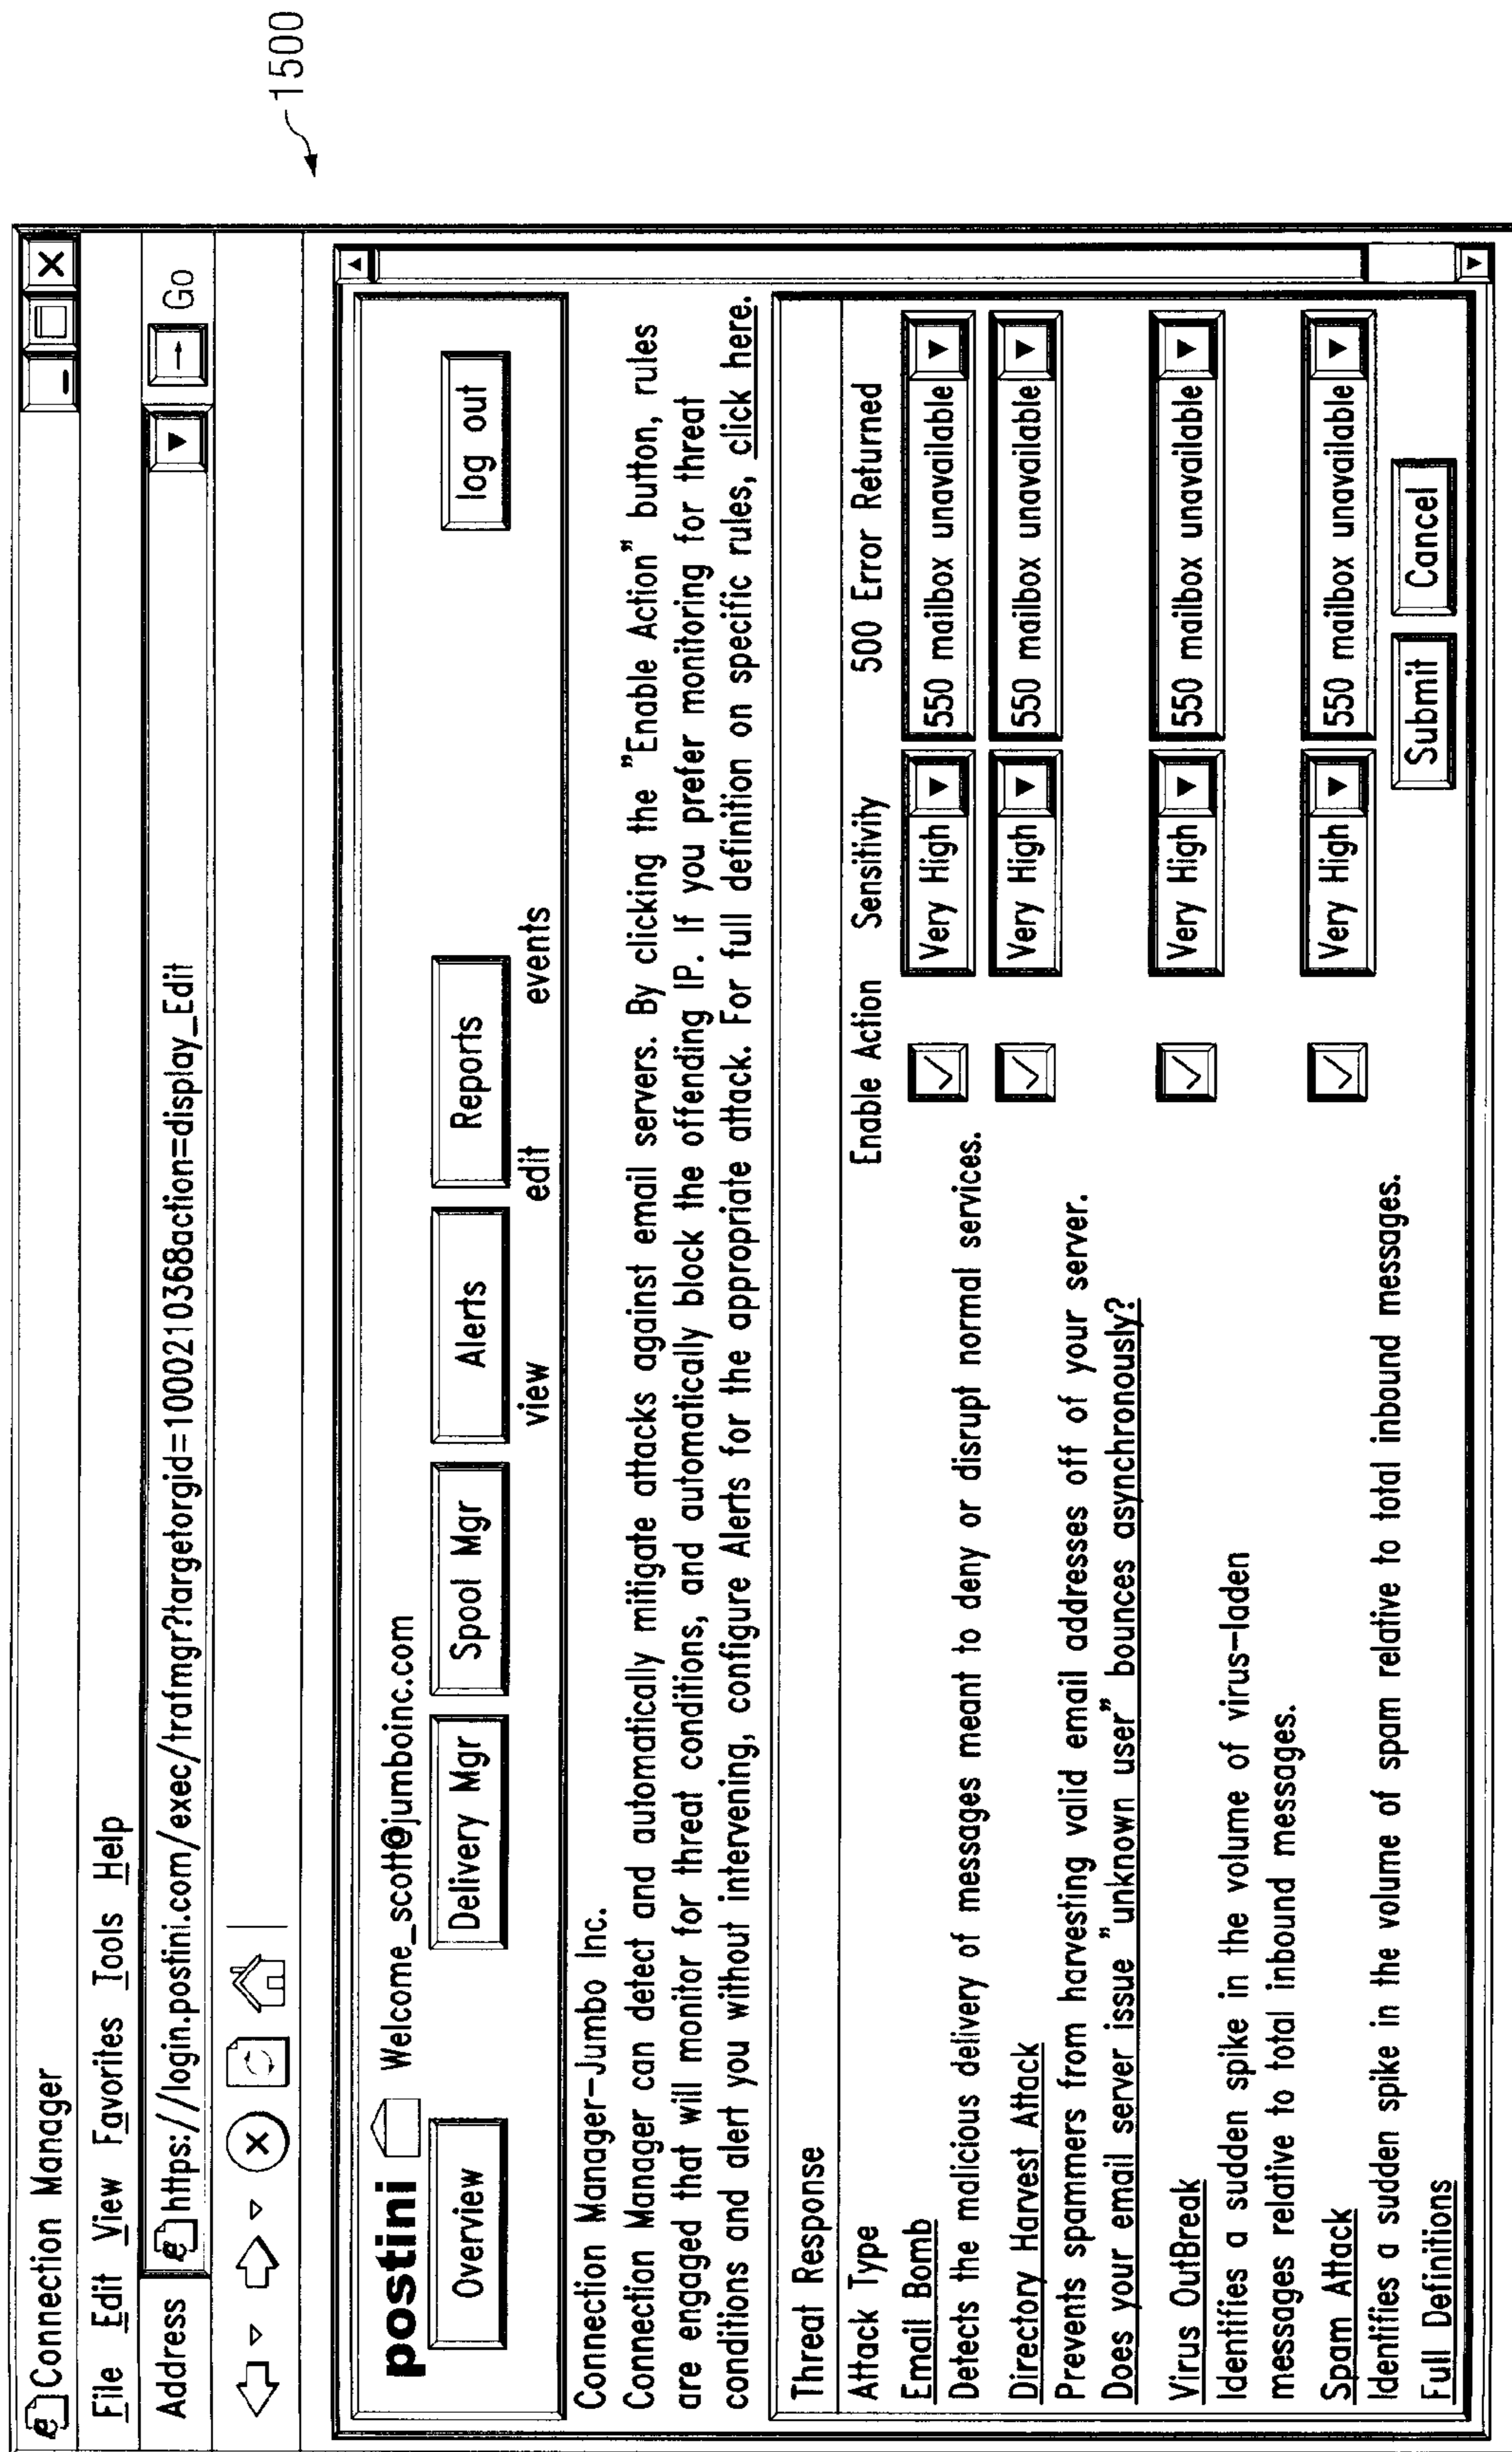 1500
Connection Manager
File Edit View Favorites Tools Help
Address https://login.postini.com/exec/trafmgr?targetorgid=100021036&action=display_Edit Go
postini Welcome_scott@jumboinc.com
Overview Delivery Mgr Spool Mgr Alerts Reports log out
view edit events
Connection Manager-Jumbo Inc.
Connection Manager can detect and automatically mitigate attacks against email servers. By clicking the "Enable Action" button, rules
are engaged that will monitor for threat conditions, and automatically block the offending IP. If you prefer monitoring for threat
conditions and alert you without intervening, configure Alerts for the appropriate attack. For full definition on specific rules, click here.
Threat Response
Attack Type Enable Action Sensitivity 500 Error Returned
Email Bomb Very High 550 mailbox unavailable
Detects the malicious delivery of messages meant to deny or disrupt normal services.
Directory Harvest Attack Very High 550 mailbox unavailable
Prevents spammers from harvesting valid email addresses off of your server.
Does your email server issue "unknown user" bounces asynchronously?
Virus OutBreak Very High 550 mailbox unavailable
Identifies a sudden spike in the volume of virus-laden
messages relative to total inbound messages.
Spam Attack Very High 550 mailbox unavailable
Identifies a sudden spike in the volume of spam relative to total inbound messages.
Full Definitions Submit Cancel